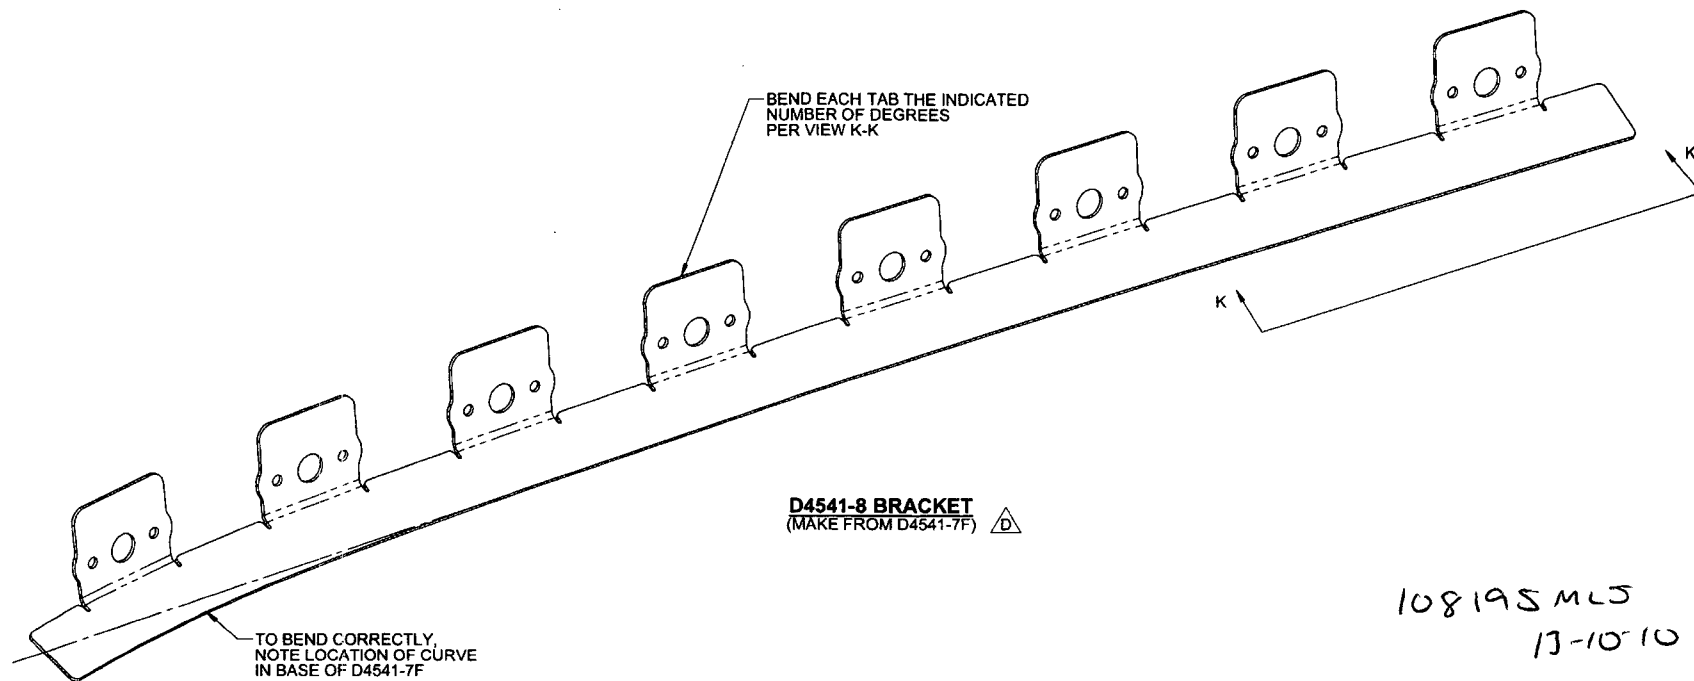 BEND EACH TAB THE INDICATED
NUMBER OF DEGREES
PER VIEW K-K
K
K
D4541-8 BRACKET
(MAKE FROM D4541-7F) D
TO BEND CORRECTLY,
NOTE LOCATION OF CURVE
IN BASE OF D4541-7F
108195 MLJ
13-10-10